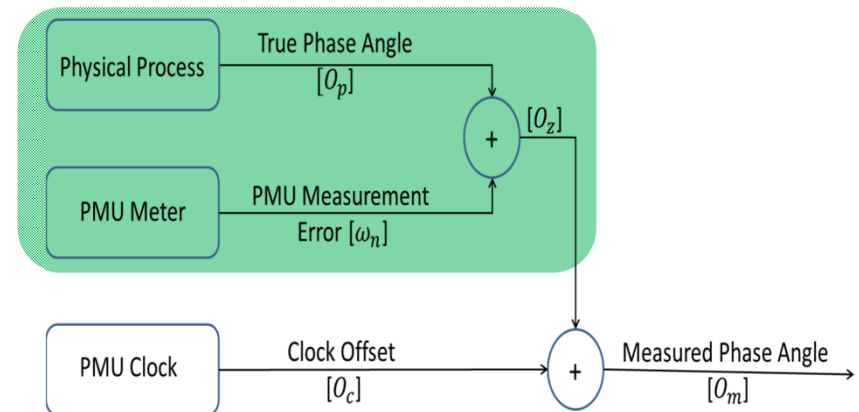 Physical Process
True Phase Angle
[O_p]
+
[O_z]
PMU Meter
PMU Measurement
Error [ω_n]
PMU Clock
Clock Offset
[O_c]
+
Measured Phase Angle
[O_m]